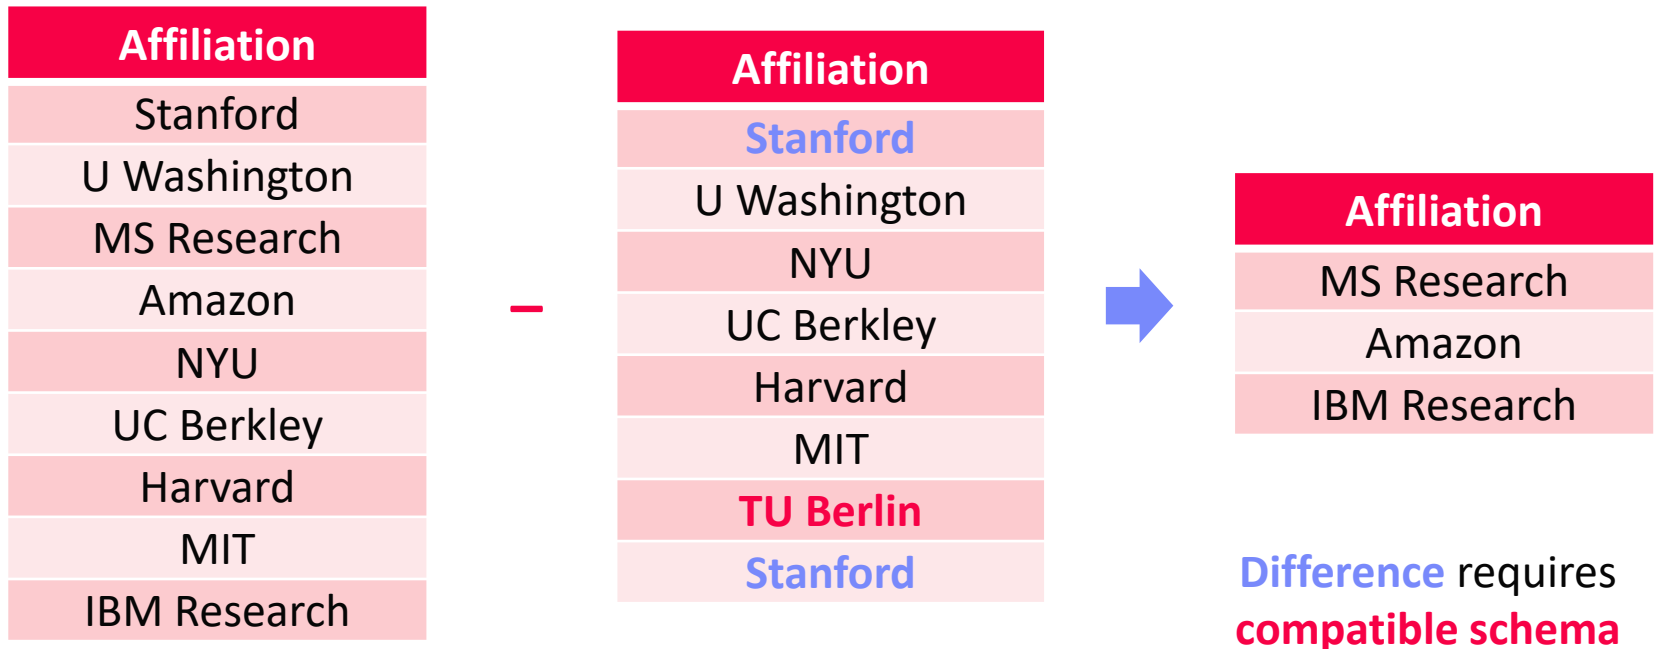 Affiliation
Stanford
U Washington
MS Research
Amazon
NYU
UC Berkley
Harvard
MIT
IBM Research
–
Affiliation
Stanford
U Washington
NYU
UC Berkley
Harvard
MIT
TU Berlin
Stanford
Affiliation
MS Research
Amazon
IBM Research
Difference requires
compatible schema